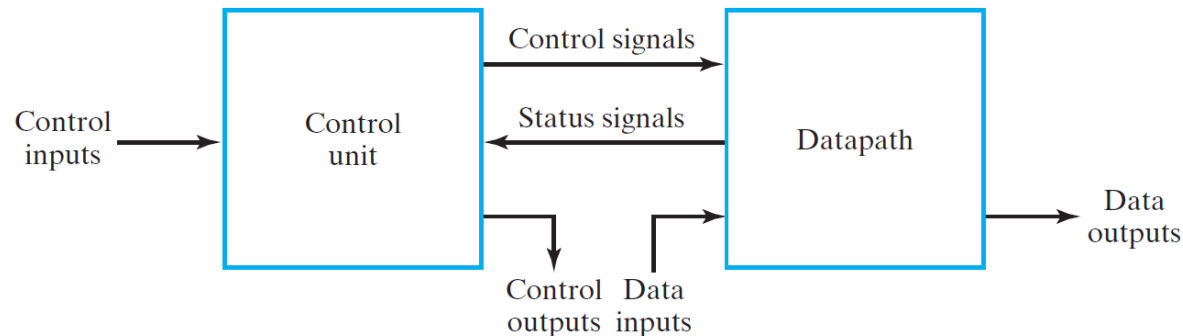 Control signals
Control
inputs
Control
unit
Status signals
Datapath
Data
outputs
Control
outputs
Data
inputs